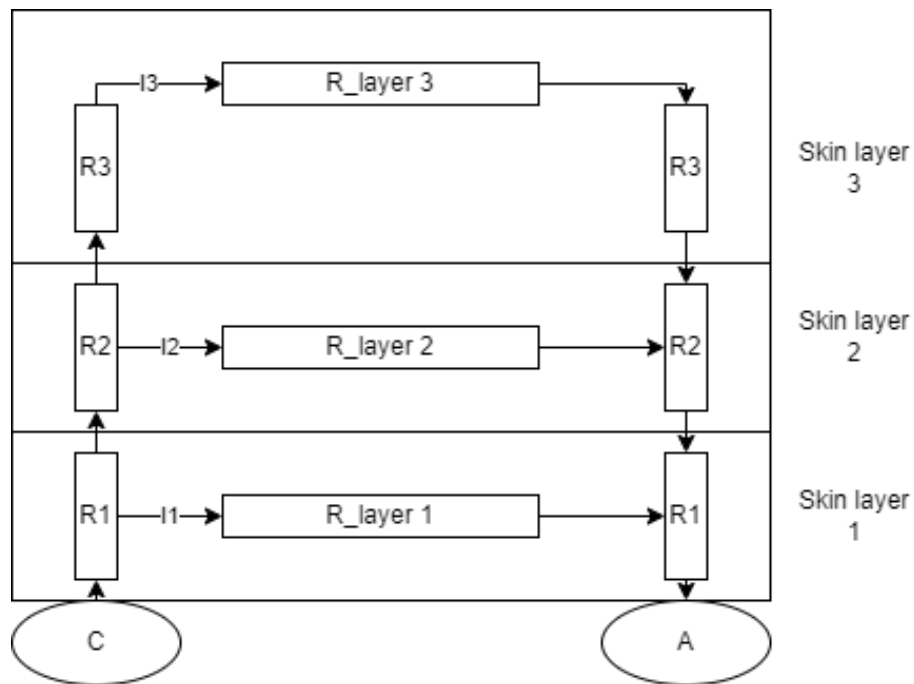 I3
R_layer 3
R3
R3
Skin layer
3
R2
I2
R_layer 2
R2
Skin layer
2
R1
I1
R_layer 1
R1
Skin layer
1
C
A